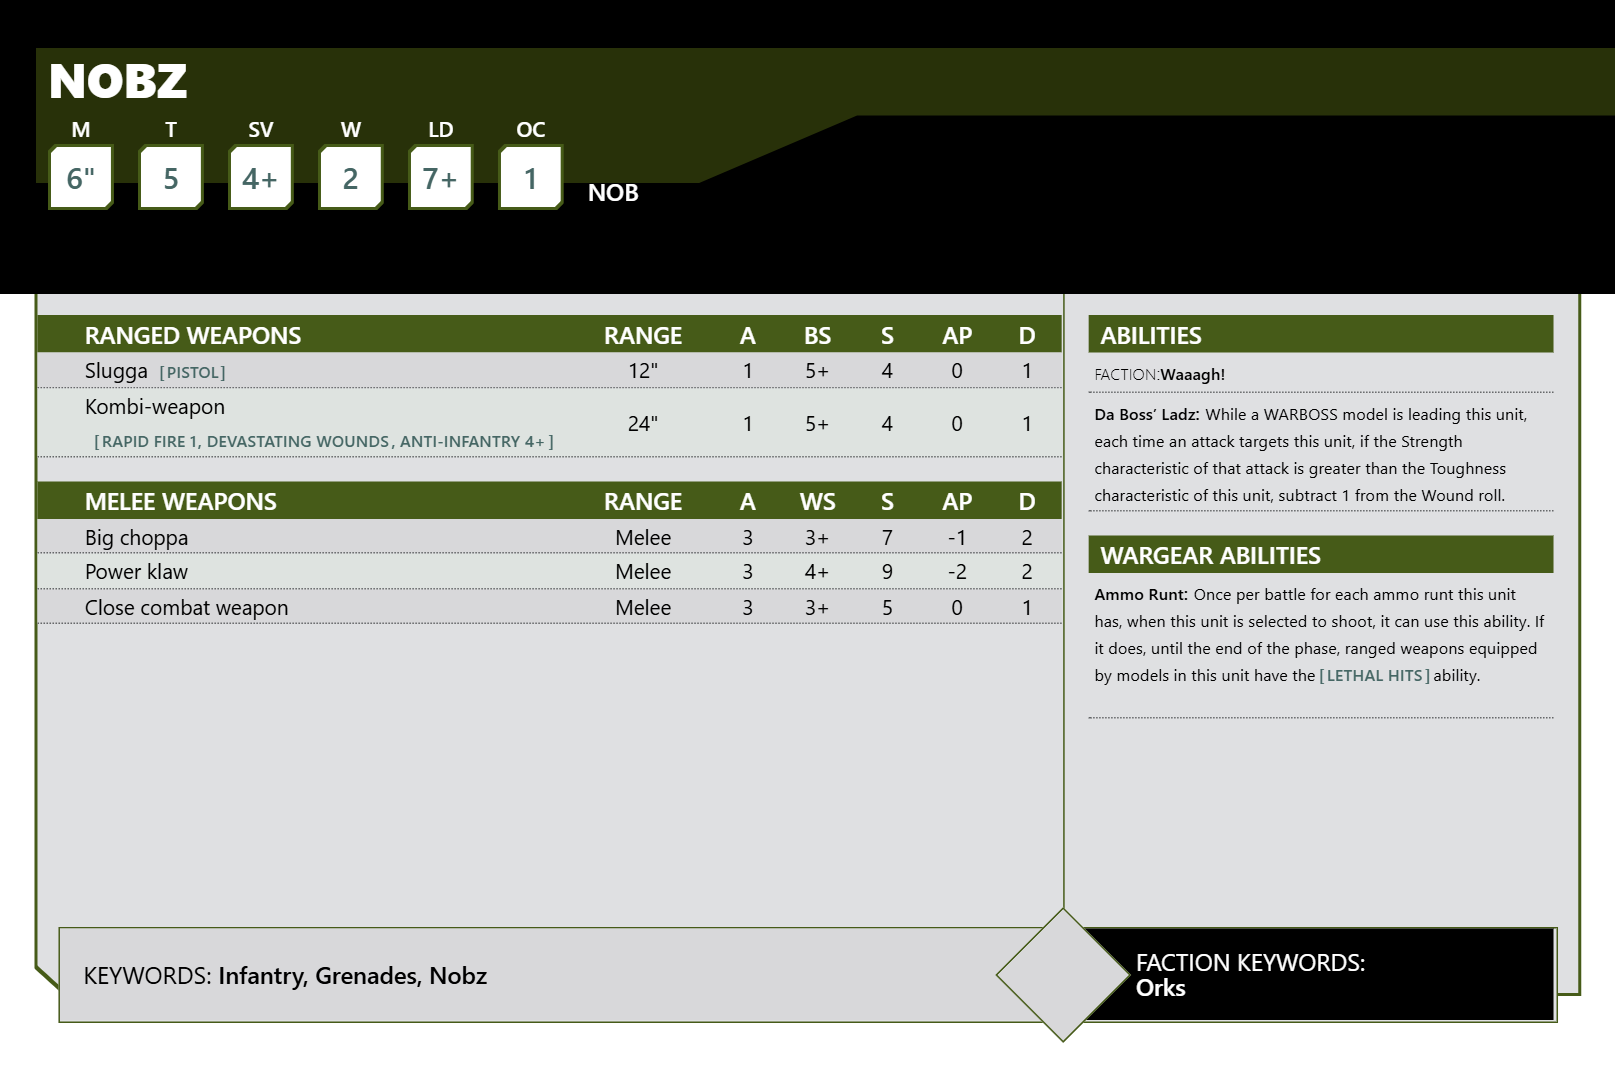 NOBZ
M T SV W LD OC
6" 5 4+ 2 7+ 1 NOB
RANGED WEAPONS RANGE A BS S AP D
Slugga [PISTOL] 12" 1 5+ 4 0 1
Kombi-weapon
[RAPID FIRE 1, DEVASTATING WOUNDS, ANTI-INFANTRY 4+] 24" 1 5+ 4 0 1
MELEE WEAPONS RANGE A WS S AP D
Big choppa Melee 3 3+ 7 -1 2
Power klaw Melee 3 4+ 9 -2 2
Close combat weapon Melee 3 3+ 5 0 1
ABILITIES
FACTION:Waaagh!
Da Boss’ Ladz: While a WARBOSS model is leading this unit,
each time an attack targets this unit, if the Strength
characteristic of that attack is greater than the Toughness
characteristic of this unit, subtract 1 from the Wound roll.
WARGEAR ABILITIES
Ammo Runt: Once per battle for each ammo runt this unit
has, when this unit is selected to shoot, it can use this ability. If
it does, until the end of the phase, ranged weapons equipped
by models in this unit have the [LETHAL HITS] ability.
KEYWORDS: Infantry, Grenades, Nobz
FACTION KEYWORDS:
Orks